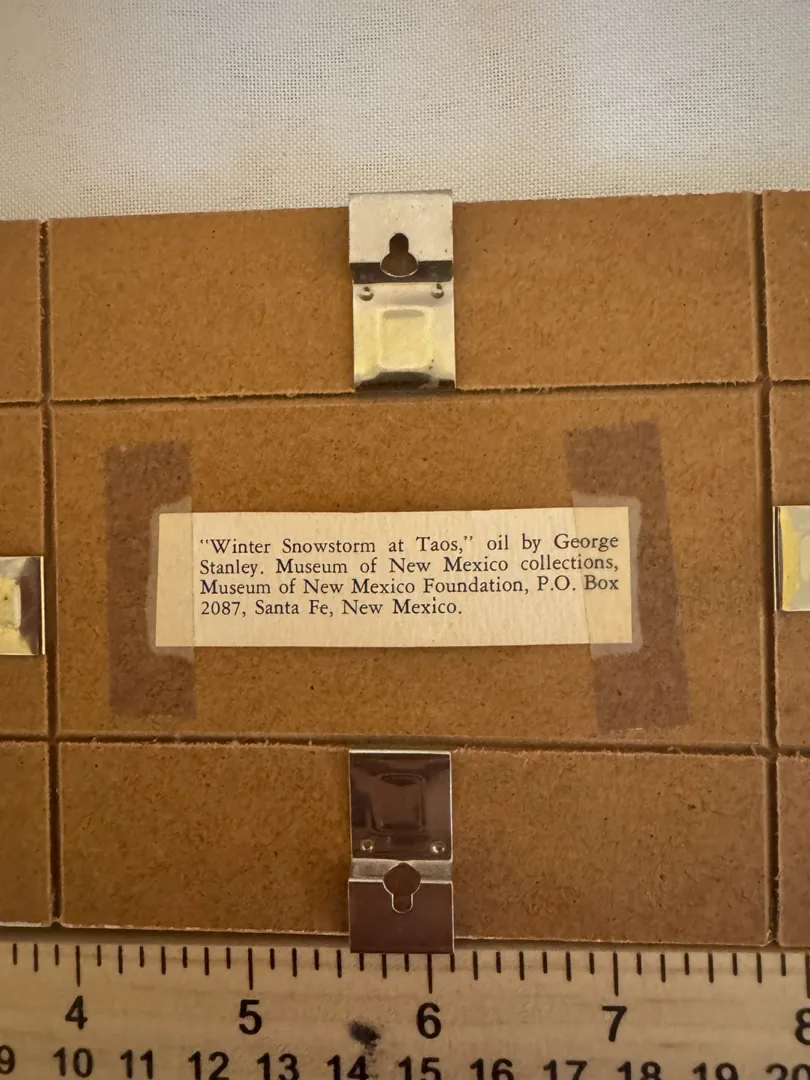 "Winter Snowstorm at Taos," oil by George
Stanley. Museum of New Mexico collections,
Museum of New Mexico Foundation, P.O. Box
2087, Santa Fe, New Mexico.
4 5 6 7 8
9 10 11 12 13 14 15 16 17 18 19 20